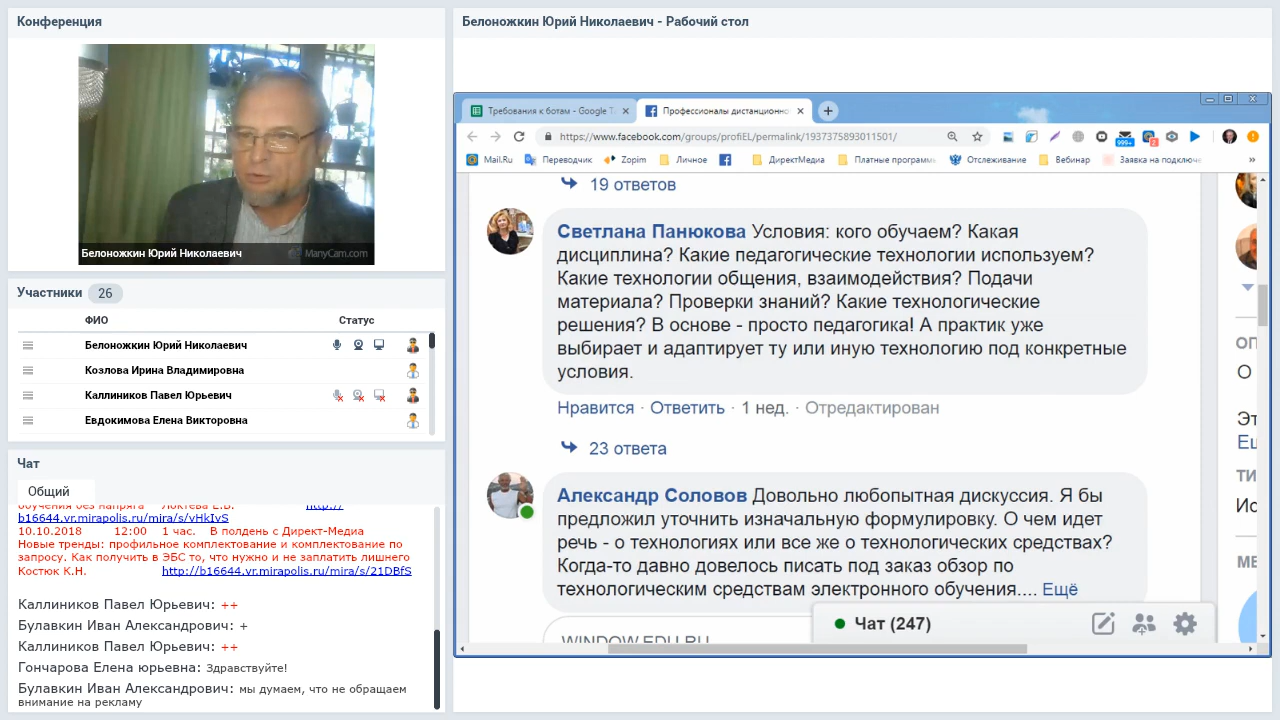 Конференция
Белоножкин Юрий Николаевич
ManyCam.com
Участники 26
ФИО Статус
Белоножкин Юрий Николаевич
Козлова Ирина Владимировна
Каллиников Павел Юрьевич
Евдокимова Елена Викторовна
Чат
Общий
b16644.vr.mirapolis.ru/mira/s/vHkIvS
10.10.2018 12:00 1 час. В полдень с Директ-Медиа
Новые тренды: профильное комплектование и комплектование по
запросу. Как получить в ЭБС то, что нужно и не заплатить лишнего
Костюк К.Н. http://b16644.vr.mirapolis.ru/mira/s/21DBfS
Каллиников Павел Юрьевич: ++
Булавкин Иван Александрович: +
Каллиников Павел Юрьевич: ++
Гончарова Елена юрьевна: Здравствуйте!
Булавкин Иван Александрович: мы думаем, что не обращаем
внимание на рекламу
Белоножкин Юрий Николаевич - Рабочий стол
Требования к ботам - Google Т
Профессионалы дистанционно
https://www.facebook.com/groups/profiEL/permalink/1937375893011501/
999+
2
Mail.Ru Переводчик Zopim Личное ДиректМедиа Платные программ Отслеживание Вебинар Заявка на подключ »
19 ответов
Светлана Панюкова Условия: кого обучаем? Какая
дисциплина? Какие педагогические технологии используем?
Какие технологии общения, взаимодействия? Подачи
материала? Проверки знаний? Какие технологические
решения? В основе - просто педагогика! А практик уже
выбирает и адаптирует ту или иную технологию под конкретные
условия.
Нравится · Ответить · 1 нед. · Отредактирован
23 ответа
Александр Соловов Довольно любопытная дискуссия. Я бы
предложил уточнить изначальную формулировку. О чем идет
речь - о технологиях или все же о технологических средствах?
Когда-то давно довелось писать под заказ обзор по
технологическим средствам электронного обучения.... Ещё
WINDOW.EDU.RU
Чат (247)
О
Эт